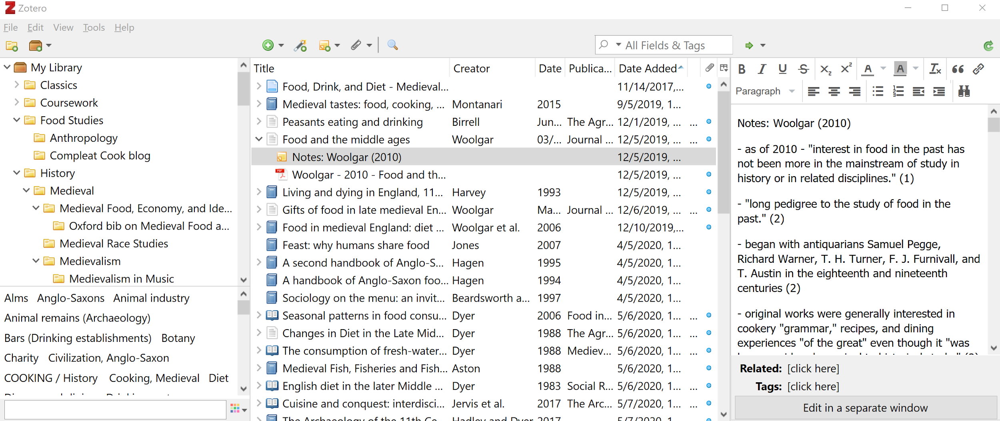 Zotero
File Edit View Tools Help
All Fields & Tags
My Library
Classics
Coursework
Food Studies
Anthropology
Compleat Cook blog
History
Medieval
Medieval Food, Economy, and Ide...
Oxford bib on Medieval Food a...
Medieval Race Studies
Medievalism
Medievalism in Music
Alms Anglo-Saxons Animal industry
Animal remains (Archaeology)
Bars (Drinking establishments) Botany
Charity Civilization, Anglo-Saxon
COOKING / History Cooking, Medieval Diet
Title Creator Date Publica... Date Added
Food, Drink, and Diet - Medieval... 11/14/2017,...
Medieval tastes: food, cooking, ... Montanari 2015 9/5/2019, 1...
Peasants eating and drinking Birrell Jun... The Agr... 12/1/2019, ... ...
Food and the middle ages Woolgar 03/... Journal ... 12/5/2019, ... ...
Notes: Woolgar (2010) 12/5/2019, ...
PDF Woolgar - 2010 - Food and th... 12/5/2019, ...
Living and dying in England, 11... Harvey 1993 12/5/2019, ...
Gifts of food in late medieval En... Woolgar Ma... Journal ... 12/6/2019, ... ...
Food in medieval England: diet ... Woolgar et al. 2006 12/10/2019,...
Feast: why humans share food Jones 2007 4/5/2020, 1...
A second handbook of Anglo-S... Hagen 1995 4/5/2020, 1...
A handbook of Anglo-Saxon foo... Hagen 1994 4/5/2020, 1...
Sociology on the menu: an invit... Beardsworth a... 1997 4/5/2020, 1...
Seasonal patterns in food consu... Dyer 2006 Food in... 5/6/2020, 1... ...
Changes in Diet in the Late Mid... Dyer 1988 The Agr... 5/6/2020, 1... ...
The consumption of fresh-water... Dyer 1988 Mediev... 5/6/2020, 1... ...
Medieval Fish, Fisheries and Fish... Aston 1988 5/6/2020, 1...
English diet in the later Middle ... Dyer 1983 Social R... 5/6/2020, 1... ...
Cuisine and conquest: interdisci... Jervis et al. 2017 The Arc... 5/7/2020, 1... ...
The Archaeology of the 11th Ce... Hadley and Dyer 2017 5/7/2020, 1...
B I U S X2 X2 A A Tx
Paragraph
Notes: Woolgar (2010)
- as of 2010 - "interest in food in the past has
not been more in the mainstream of study in
history or in related disciplines." (1)
- "long pedigree to the study of food in the
past." (2)
- began with antiquarians Samuel Pegge,
Richard Warner, T. H. Turner, F. J. Furnivall, and
T. Austin in the eighteenth and nineteenth
centuries (2)
- original works were generally interested in
cookery "grammar," recipes, and dining
experiences "of the great" even though it "was
Related: [click here]
Tags: [click here]
Edit in a separate window